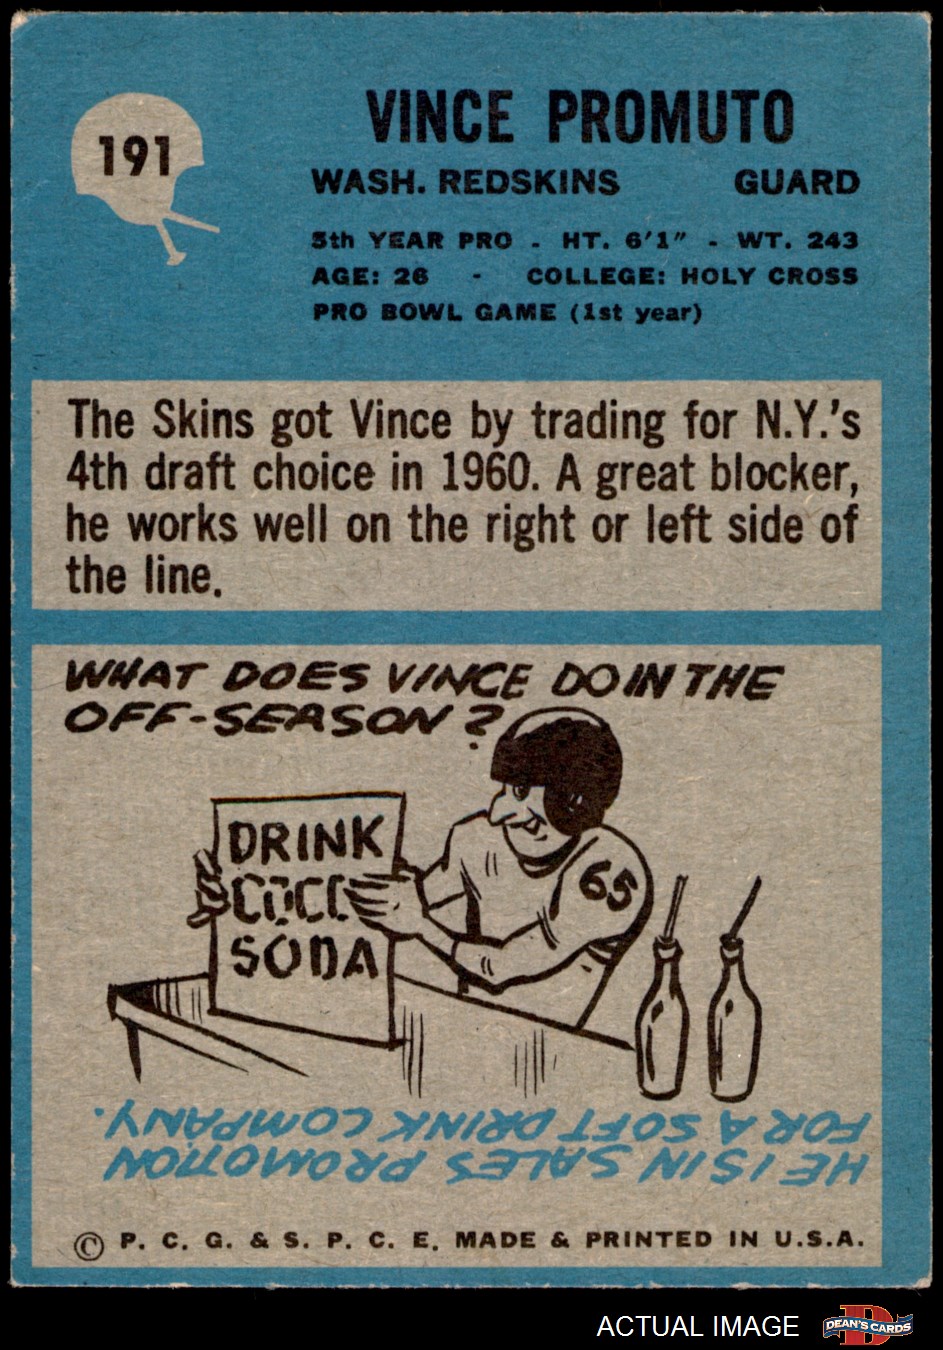 191
VINCE PROMUTO
WASH. REDSKINS GUARD
5th YEAR PRO - HT. 6'1" - WT. 243
AGE: 26 - COLLEGE: HOLY CROSS
PRO BOWL GAME (1st year)
The Skins got Vince by trading for N.Y.'s
4th draft choice in 1960. A great blocker,
he works well on the right or left side of
the line.
WHAT DOES VINCE DO IN THE
OFF-SEASON?
DRINK
COCO
SODA
65
HE IS IN SALES PROMOTION
FOR A SOFT DRINK COMPANY.
© P. C. G. & S. P. C. E. MADE & PRINTED IN U.S.A.
ACTUAL IMAGE
DEAN'S CARDS